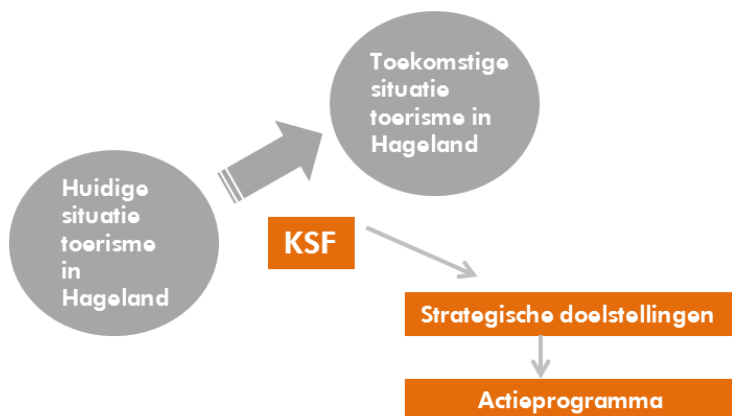 Toekomstige
situatie
toerisme in
Hageland
Huidige
situatie
toerisme
in
Hageland
KSF
Strategische doelstellingen
Actieprogramma